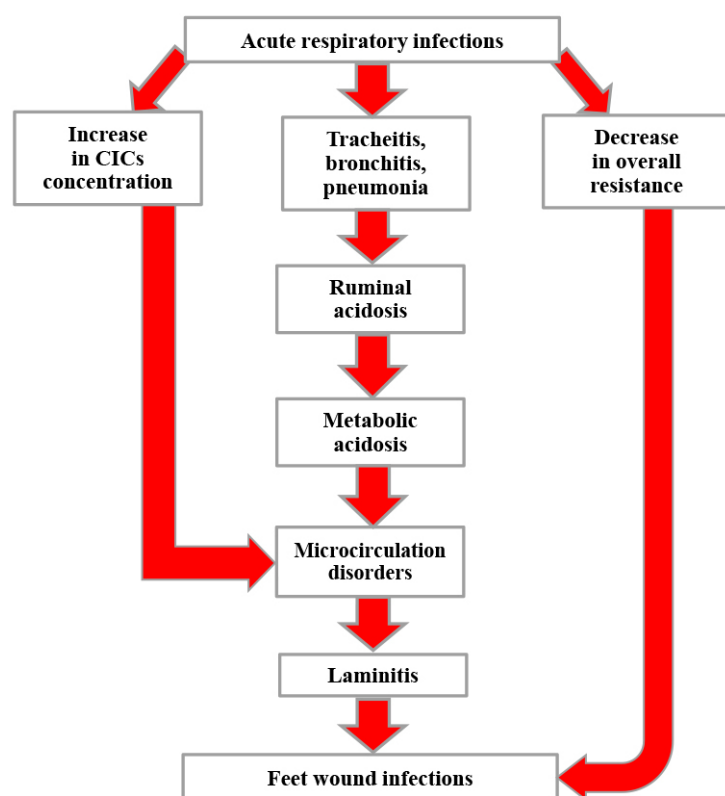 Acute respiratory infections
Increase
in CICs
concentration
Tracheitis,
bronchitis,
pneumonia
Decrease
in overall
resistance
Ruminal
acidosis
Metabolic
acidosis
Microcirculation
disorders
Laminitis
Feet wound infections